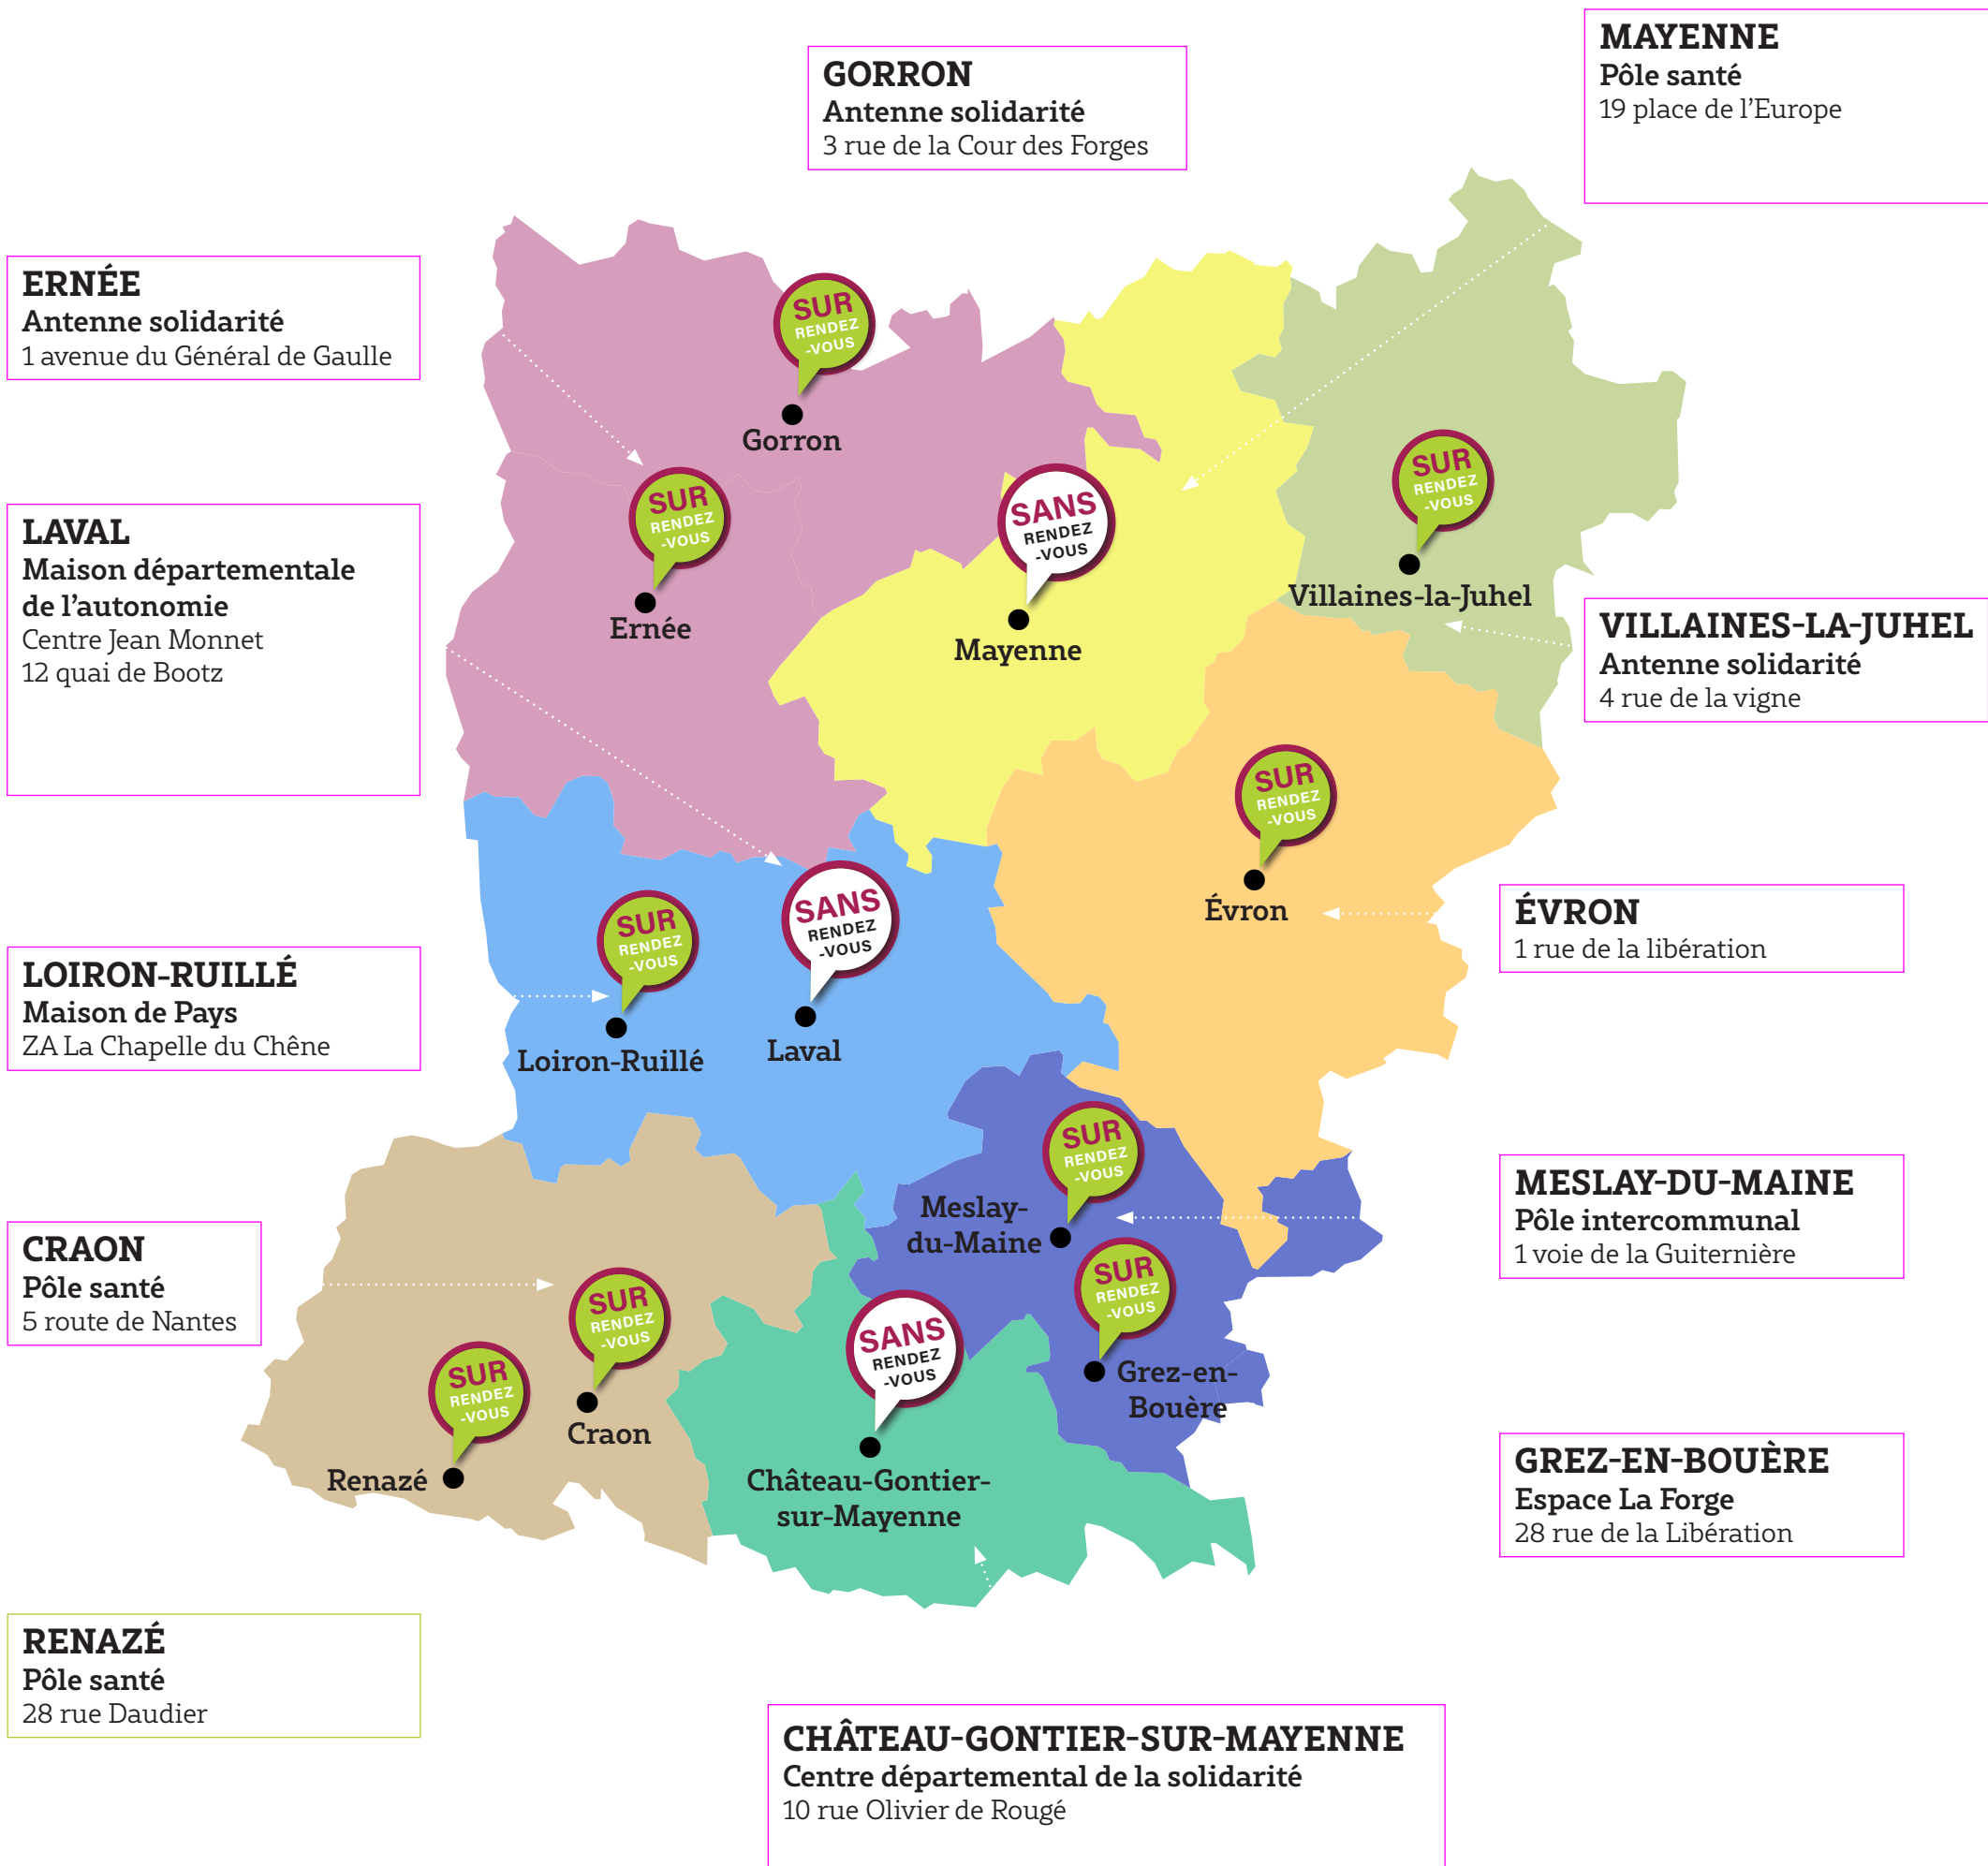 MAYENNE
Pôle santé
19 place de l’Europe
GORRON
Antenne solidarité
3 rue de la Cour des Forges
ERNÉE
Antenne solidarité
1 avenue du Général de Gaulle
SUR
RENDEZ
-VOUS
Gorron
LAVAL
Maison départementale
de l’autonomie
Centre Jean Monnet
12 quai de Bootz
SUR
RENDEZ
-VOUS
Ernée
SANS
RENDEZ
-VOUS
Mayenne
SUR
RENDEZ
-VOUS
Villaines-la-Juhel
VILLAINES-LA-JUHEL
Antenne solidarité
4 rue de la vigne
SUR
RENDEZ
-VOUS
Évron
ÉVRON
1 rue de la libération
LOIRON-RUILLÉ
Maison de Pays
ZA La Chapelle du Chêne
SUR
RENDEZ
-VOUS
Loiron-Ruillé
SANS
RENDEZ
-VOUS
Laval
SUR
RENDEZ
-VOUS
Meslay-
du-Maine
MESLAY-DU-MAINE
Pôle intercommunal
1 voie de la Guiternière
CRAON
Pôle santé
5 route de Nantes
SUR
RENDEZ
-VOUS
Craon
SUR
RENDEZ
-VOUS
Renazé
SANS
RENDEZ
-VOUS
Château-Gontier-
sur-Mayenne
SUR
RENDEZ
-VOUS
Grez-en-
Bouère
GREZ-EN-BOUÈRE
Espace La Forge
28 rue de la Libération
RENAZÉ
Pôle santé
28 rue Daudier
CHÂTEAU-GONTIER-SUR-MAYENNE
Centre départemental de la solidarité
10 rue Olivier de Rougé